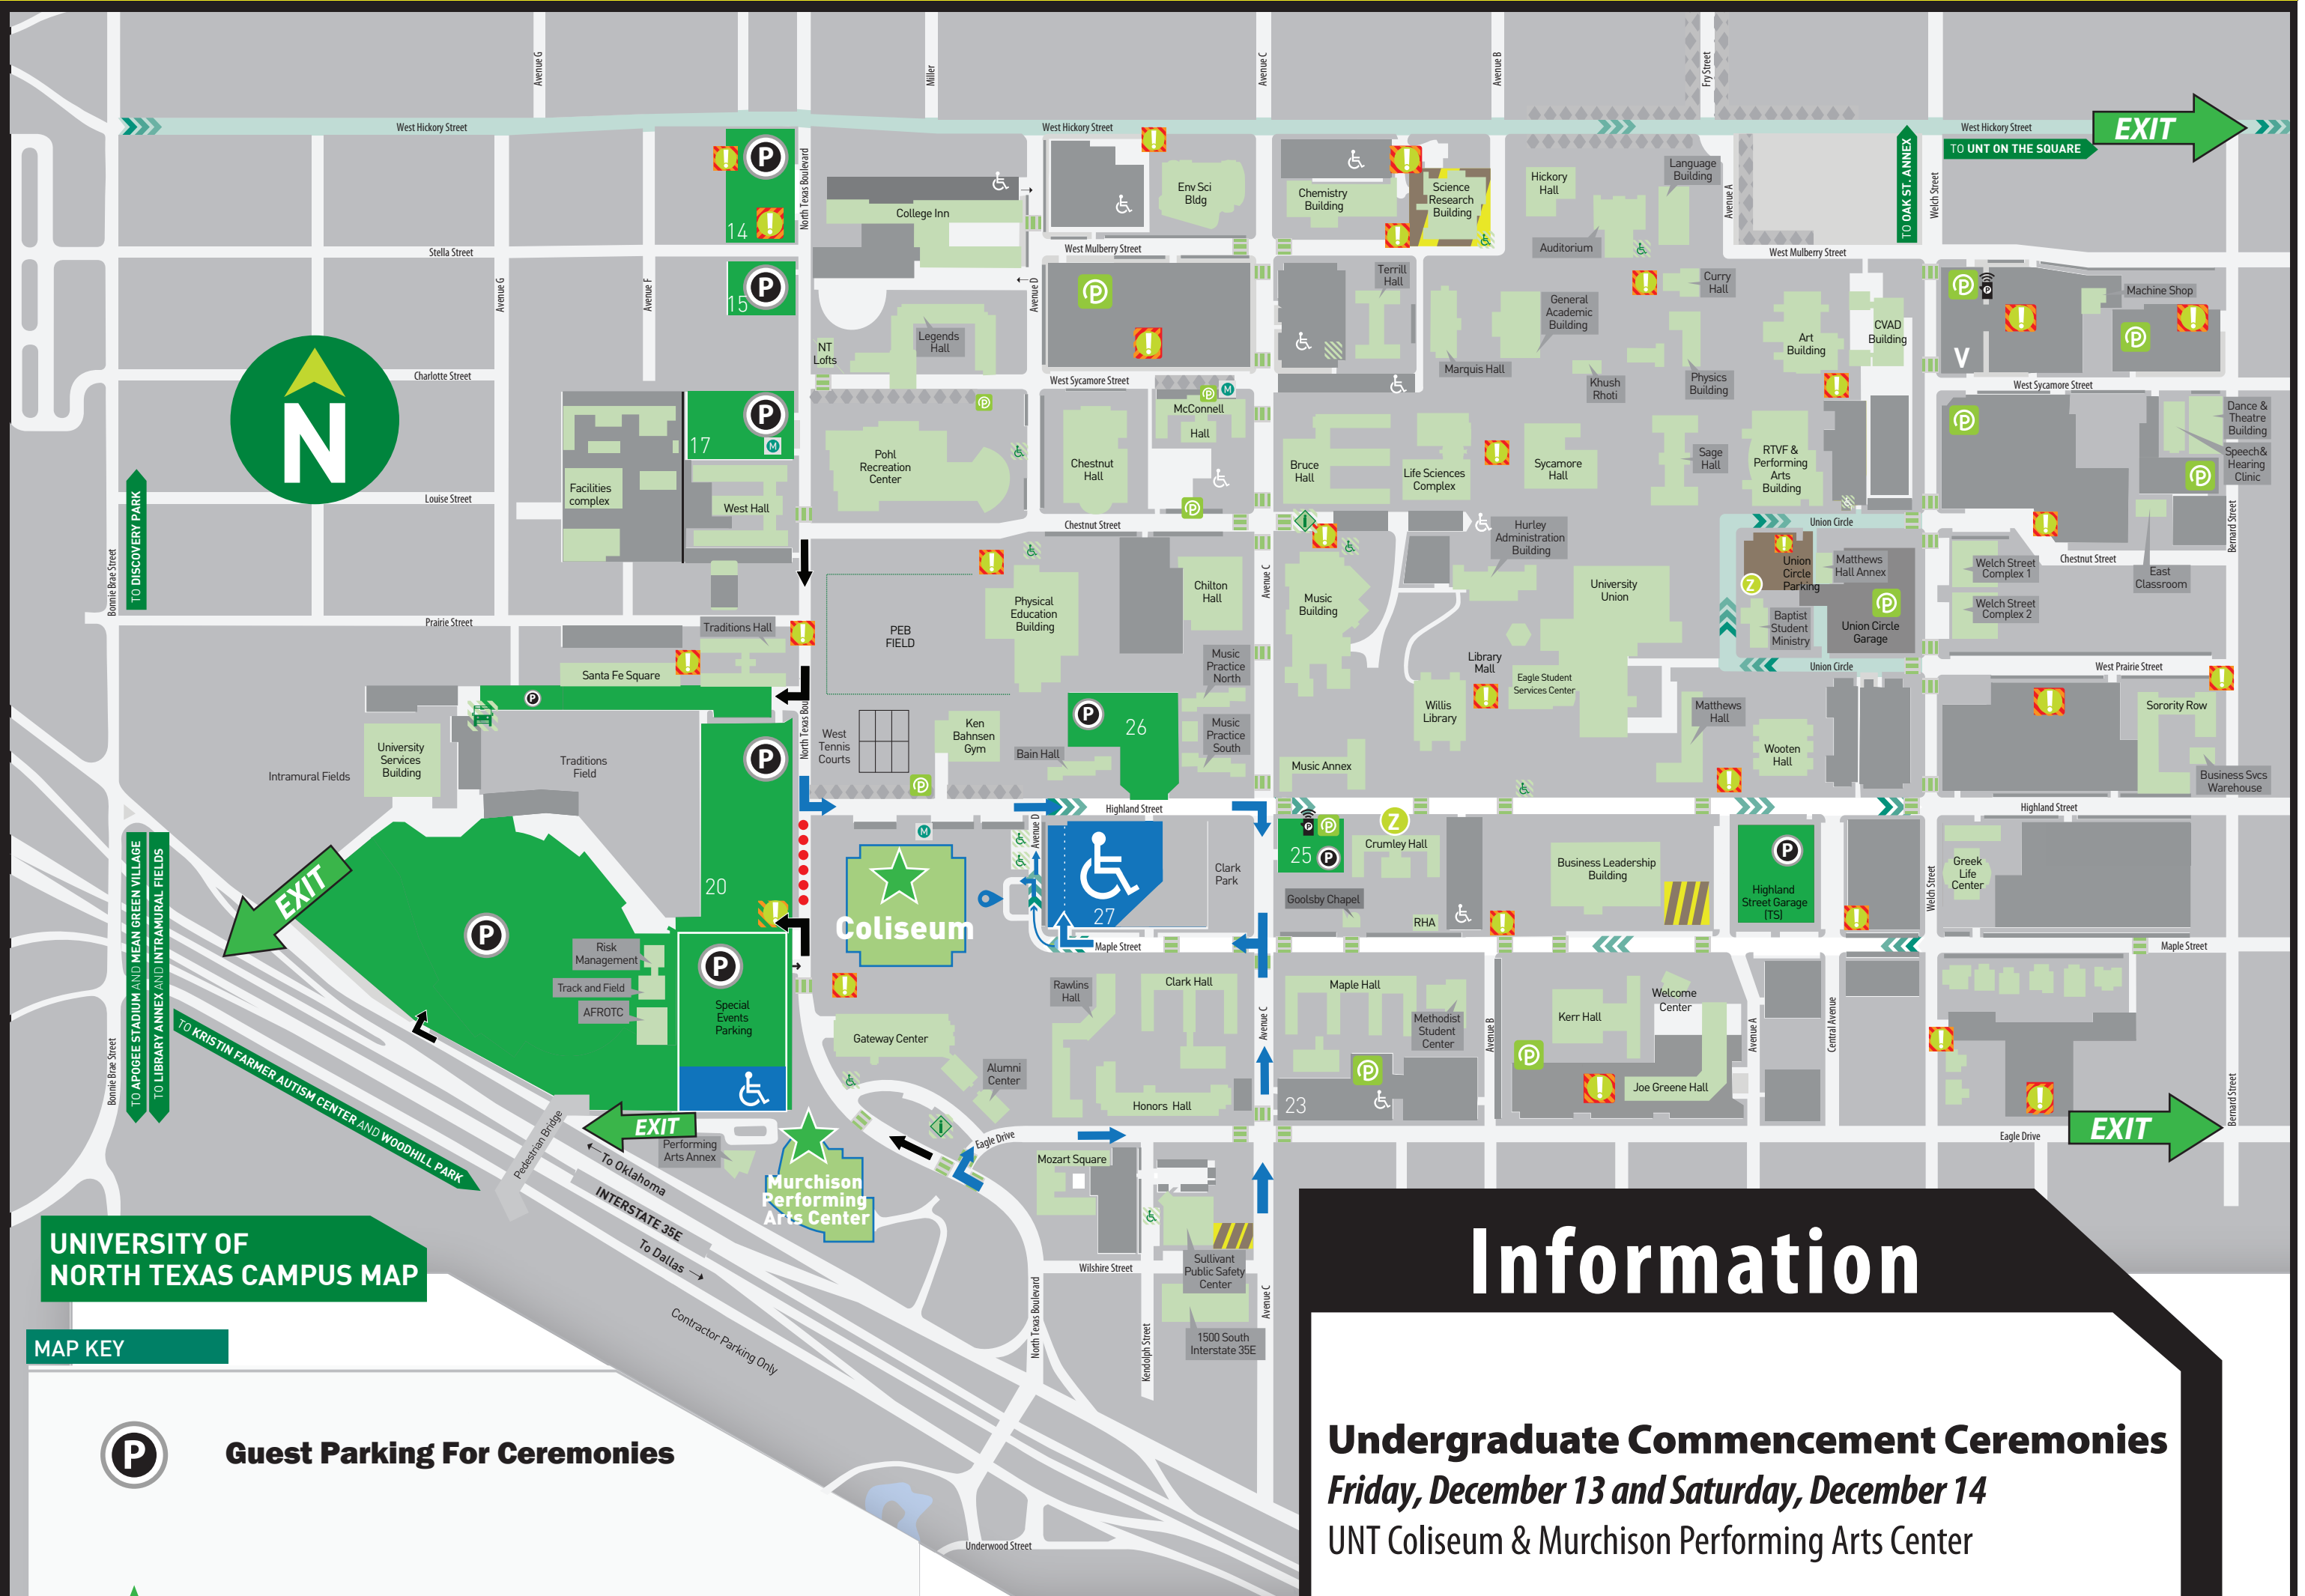 Avenue G
Miller
Avenue C
Avenue B
Fry Street
West Hickory Street
West Hickory Street
West Hickory Street
EXIT
TO UNT ON THE SQUARE
TO OAK ST. ANNEX
Welch Street
Avenue A
P
14
North Texas Boulevard
College Inn
Env Sci
Bldg
Chemistry
Building
Science
Research
Building
Hickory
Hall
Language
Building
Auditorium
Stella Street
West Mulberry Street
West Mulberry Street
Avenue G
Avenue F
Avenue D
P
15
Legends
Hall
NT
Lofts
P
Terrill
Hall
General
Academic
Building
Marquis Hall
Curry
Hall
Khush
Rhoti
Physics
Building
Art
Building
CVAD
Building
P
V
Machine Shop
P
N
Charlotte Street
West Sycamore Street
West Sycamore Street
P
17
M
Facilities
complex
West Hall
Pohl
Recreation
Center
P
Chestnut
Hall
McConnell
Hall
P
M
P
Bruce
Hall
Life Sciences
Complex
Sycamore
Hall
Sage
Hall
RTVF &
Performing
Arts
Building
P
Dance &
Theatre
Building
Speech&
Hearing
Clinic
P
Louise Street
TO DISCOVERY PARK
Bonnie Brae Street
Chestnut Street
i
Hurley
Administration
Building
Union Circle
Chestnut Street
Bernard Street
Chilton
Hall
Avenue C
Music
Building
University
Union
Z
Union
Circle
Parking
Matthews
Hall Annex
P
Baptist
Student
Ministry
Union Circle
Garage
Welch Street
Complex 1
Welch Street
Complex 2
East
Classroom
Prairie Street
Traditions Hall
Santa Fe Square
PEB
FIELD
Physical
Education
Building
Music
Practice
North
Library
Mall
Eagle Student
Services Center
Union Circle
West Prairie Street
P
University
Services
Building
Intramural Fields
Traditions
Field
P
20
North Texas Bou
West
Tennis
Courts
Ken
Bahnsen
Gym
Bain Hall
P
26
Music
Practice
South
Willis
Library
Matthews
Hall
Wooten
Hall
Sorority Row
Business Svcs
Warehouse
Music Annex
P
Highland Street
Highland Street
M
Avenue D
Coliseum
27
Clark
Park
25
P
P
Z
Crumley Hall
Goolsby Chapel
RHA
Business Leadership
Building
P
Highland
Street Garage
(TS)
Welch Street
Greek
Life
Center
TO APOGEE STADIUM AND MEAN GREEN VILLAGE
TO LIBRARY ANNEX AND INTRAMURAL FIELDS
EXIT
P
Risk
Management
Track and Field
AFROTC
P
Special
Events
Parking
Maple Street
Maple Street
Rawlins
Hall
Clark Hall
Maple Hall
Methodist
Student
Center
Kerr Hall
Welcome
Center
Gateway Center
Alumni
Center
Honors Hall
Avenue C
P
23
Avenue B
P
Joe Greene Hall
Avenue A
Central Avenue
Bonnie Brae Street
TO KRISTIN FARMER AUTISM CENTER AND WOODHILL PARK
Pedestrian Bridge
EXIT
Performing
Arts Annex
i
Eagle Drive
Eagle Drive
EXIT
Bernard Street
To Oklahoma
INTERSTATE 35E
To Dallas
Contractor Parking Only
Murchison
Performing
Arts Center
Mozart Square
Sullivant
Public Safety
Center
Wilshire Street
1500 South
Interstate 35E
North Texas Boulevard
Kendolph Street
Avenue C
Underwood Street
UNIVERSITY OF
NORTH TEXAS CAMPUS MAP
MAP KEY
P
Guest Parking For Ceremonies
Information
Undergraduate Commencement Ceremonies
Friday, December 13 and Saturday, December 14
UNT Coliseum & Murchison Performing Arts Center